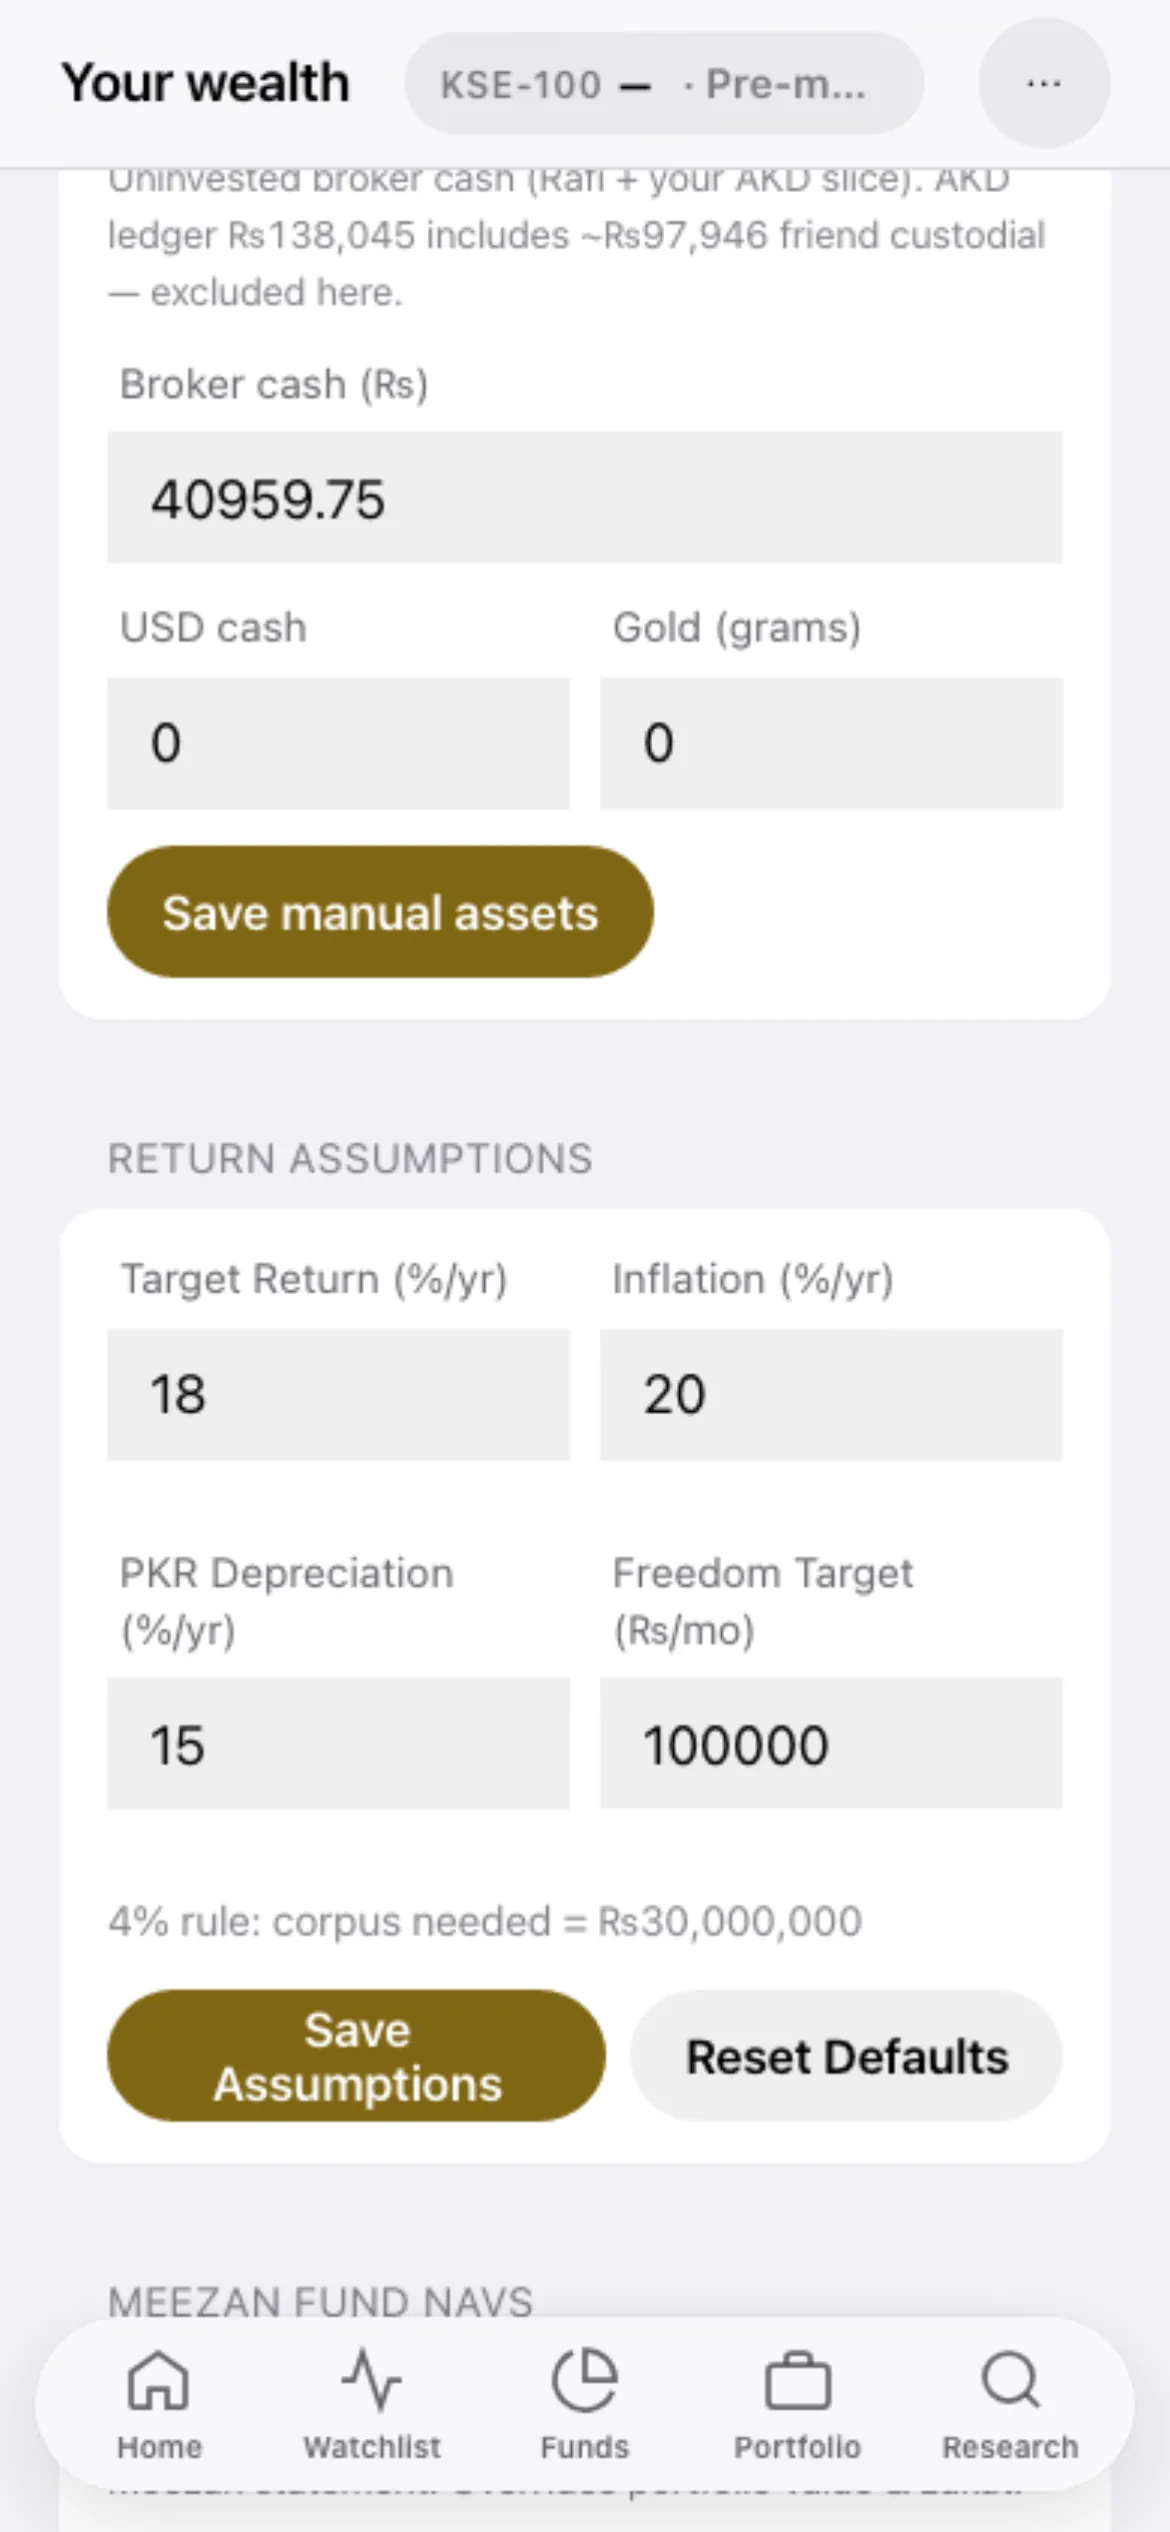 Your wealth
KSE-100 — · Pre-m...
...
Uninvested broker cash (Rafi + your AKD slice). AKD
ledger ₨138,045 includes ~₨97,946 friend custodial
— excluded here.
Broker cash (₨)
40959.75
USD cash
Gold (grams)
0
0
Save manual assets
RETURN ASSUMPTIONS
Target Return (%/yr)
Inflation (%/yr)
18
20
PKR Depreciation
(%/yr)
Freedom Target
(₨/mo)
15
100000
4% rule: corpus needed = ₨30,000,000
Save
Assumptions
Reset Defaults
MEEZAN FUND NAVS
Home
Watchlist
Funds
Portfolio
Research